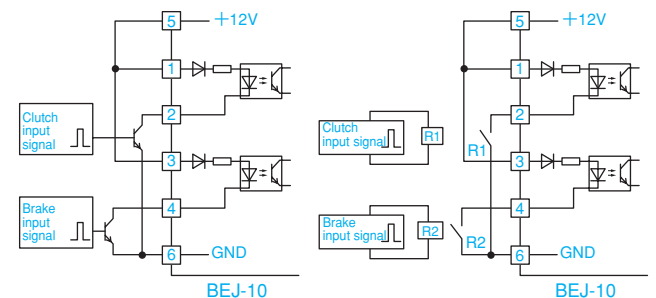 5
+12V
1
2
Clutch
input
signal
3
Brake
input
signal
4
6
GND
BEJ-10
5
+12V
1
2
Clutch
input signal
R1
R1
3
Brake
input signal
R2
4
R2
6
GND
BEJ-10